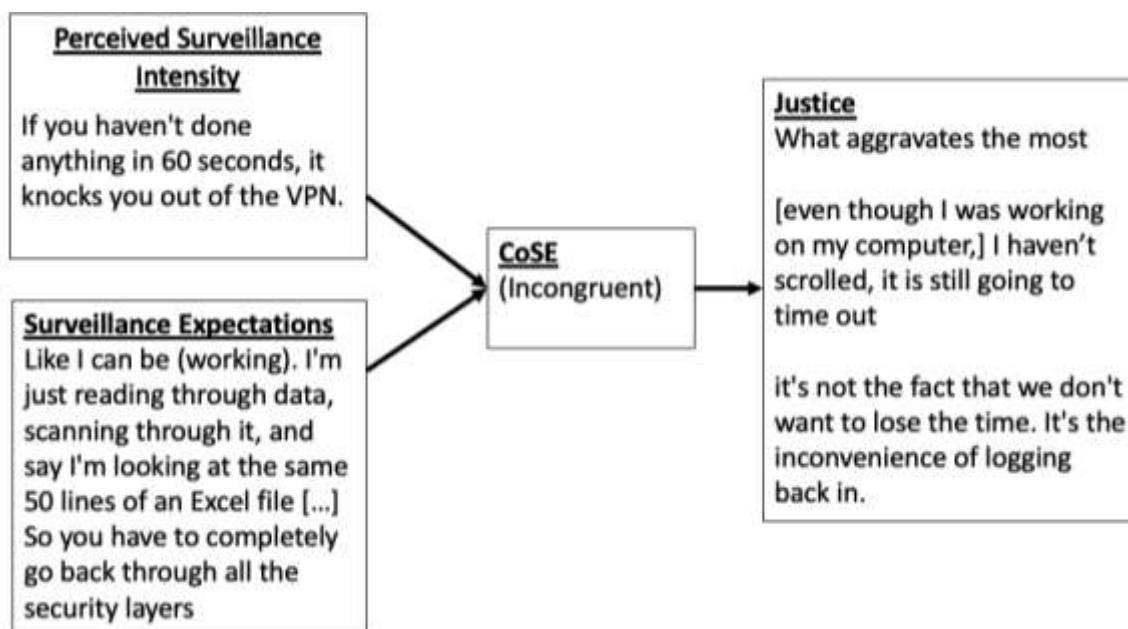 Perceived Surveillance
Intensity
If you haven't done
anything in 60 seconds, it
knocks you out of the VPN.
Surveillance Expectations
Like I can be (working). I'm
just reading through data,
scanning through it, and
say I'm looking at the same
50 lines of an Excel file [...]
So you have to completely
go back through all the
security layers
CoSE
(Incongruent)
Justice
What aggravates the most
[even though I was working
on my computer,] I haven’t
scrolled, it is still going to
time out
it's not the fact that we don't
want to lose the time. It's the
inconvenience of logging
back in.